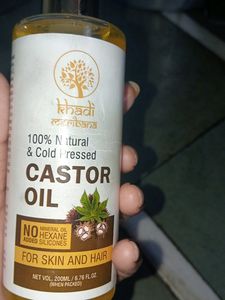 khadi
meribana
100% Natural
& Cold Pressed
CASTOR
OIL
NO
ADDED
MINERAL OIL
HEXANE
SILICONES
FOR SKIN AND HAIR
NET VOL. 200ML / 6.76 FL.OZ.
(WHEN PACKED)